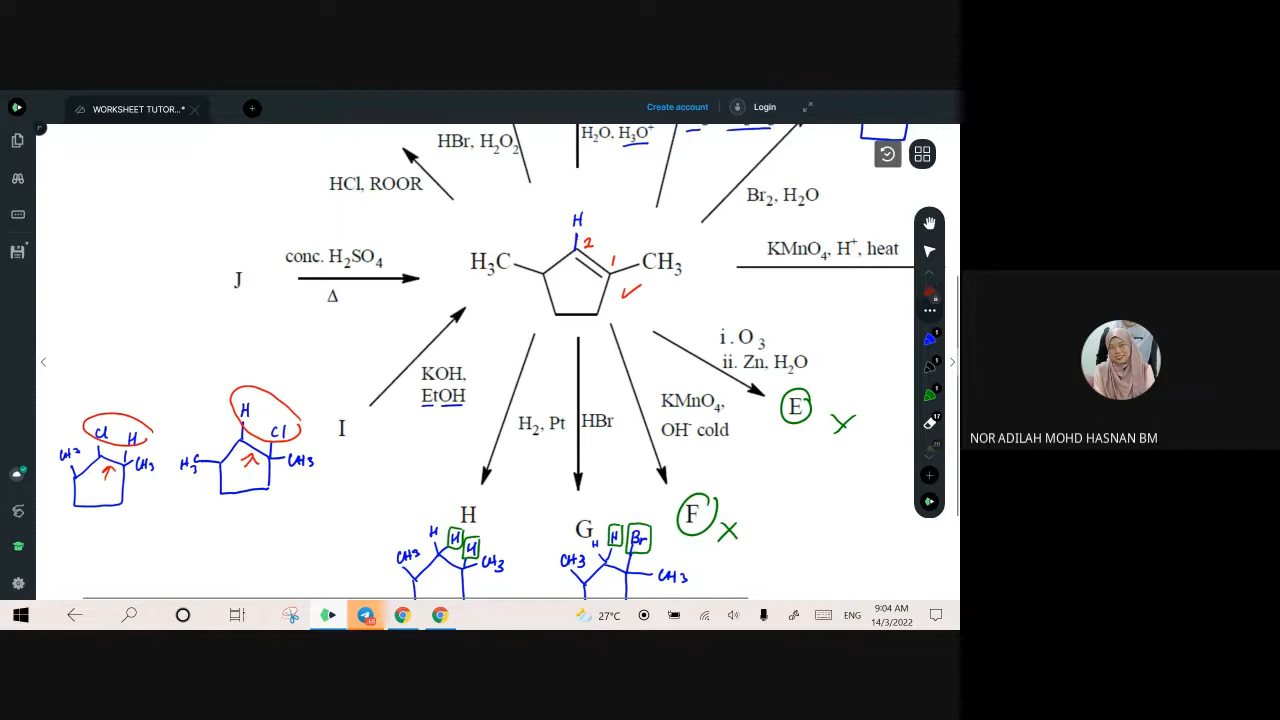 WORKSHEET TUTOR...*
Create account
Login
HBr, H₂O₂
H₂O, H₃O⁺
HCl, ROOR
Br₂, H₂O
H
2
KMnO₄, H⁺, heat
conc. H₂SO₄
H₃C
1
CH₃
J
Δ
i. O ₃
ii. Zn, H₂O
KOH,
EtOH
H₂, Pt
HBr
KMnO₄,
OH⁻ cold
E
X
H
Cl
H
Cl
I
CH₃
CH₃
H₃C
CH₃
NOR ADILAH MOHD HASNAN BM
H
G
F
X
H
H
H
CH₃
CH₃
H
H
Br
CH₃
CH₃
27°C
ENG
9:04 AM
14/3/2022